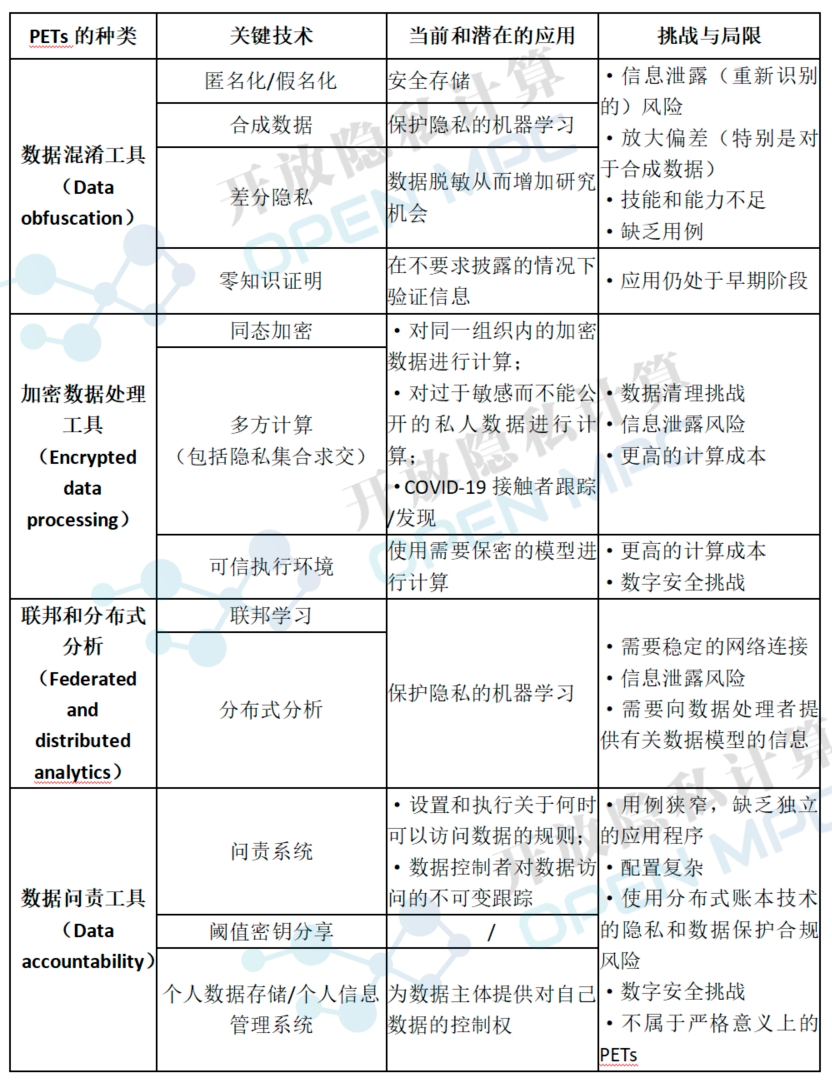 PETs 的种类
关键技术
当前和潜在的应用
挑战与局限
数据混淆工具
（Data
obfuscation）
匿名化/假名化
安全存储
合成数据
保护隐私的机器学习
差分隐私
数据脱敏从而增加研究
机会
·信息泄露（重新识别
的）风险
·放大偏差（特别是对
于合成数据）
·技能和能力不足
·缺乏用例
零知识证明
在不要求披露的情况下
验证信息
·应用仍处于早期阶段
加密数据处理
工具
（Encrypted
data
processing）
同态加密
多方计算
（包括隐私集合求交）
·对同一组织内的加密
数据进行计算；
·对过于敏感而不能公
开的私人数据进行计
算；
·COVID-19 接触者跟踪
/发现
·数据清理挑战
·信息泄露风险
·更高的计算成本
可信执行环境
使用需要保密的模型进
行计算
·更高的计算成本
·数字安全挑战
联邦和分布式
分析
（Federated
and
distributed
analytics）
联邦学习
分布式分析
保护隐私的机器学习
·需要稳定的网络连接
·信息泄露风险
·需要向数据处理者提
供有关数据模型的信息
数据问责工具
（Data
accountability）
问责系统
·设置和执行关于何时
可以访问数据的规则；
·数据控制者对数据访
问的不可变跟踪
阈值密钥分享
/
个人数据存储/个人信息
管理系统
为数据主体提供对自己
数据的控制权
·用例狭窄，缺乏独立
的应用程序
·配置复杂
·使用分布式账本技术
的隐私和数据保护合规
风险
·数字安全挑战
·不属于严格意义上的
PETs
开放隐私计算
OPEN MPC
开放隐私计算
OPEN MPC
开放隐私计算
OPEN MPC